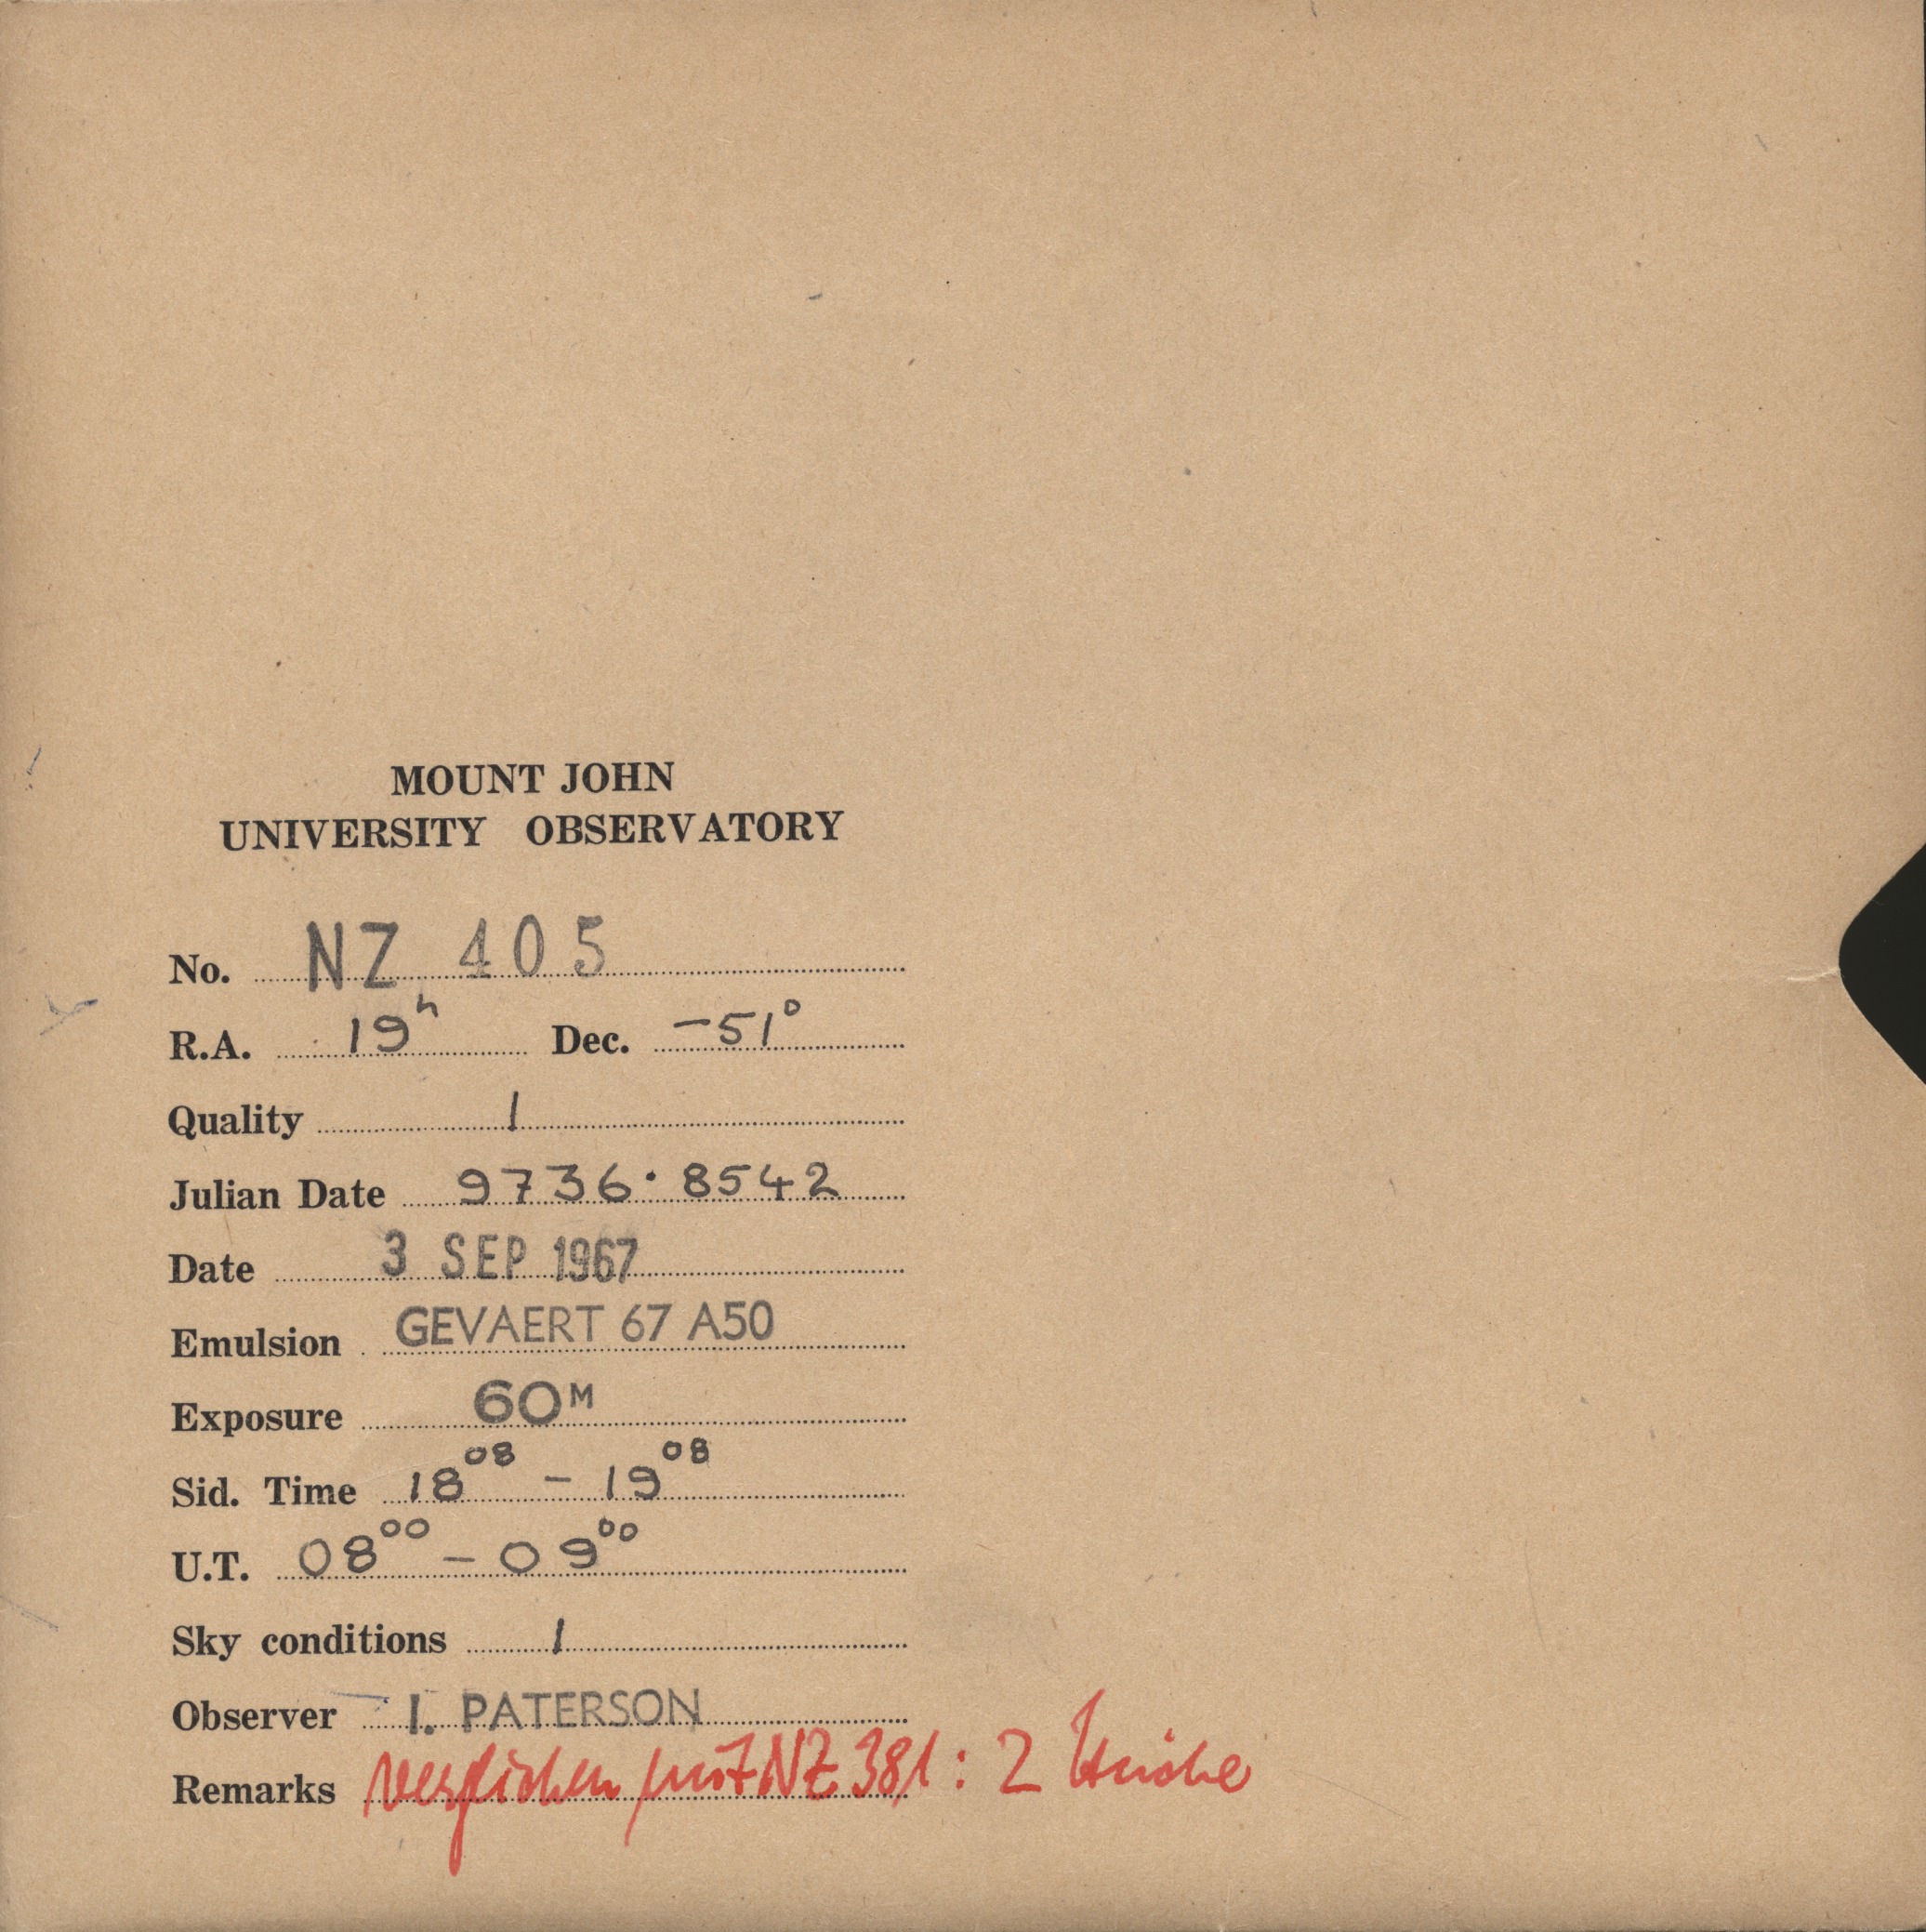 MOUNT JOHN
UNIVERSITY OBSERVATORY
No. NZ 405
R.A. 19h Dec. -51°
Quality 1
Julian Date 9736·8542
Date 3 SEP 1967
Emulsion GEVAERT 67 A50
Exposure 60M
Sid. Time 18 08 - 19 08
U.T. 08 00 - 09 00
Sky conditions 1
Observer I. PATERSON
Remarks verglichen mit NZ 381: 2